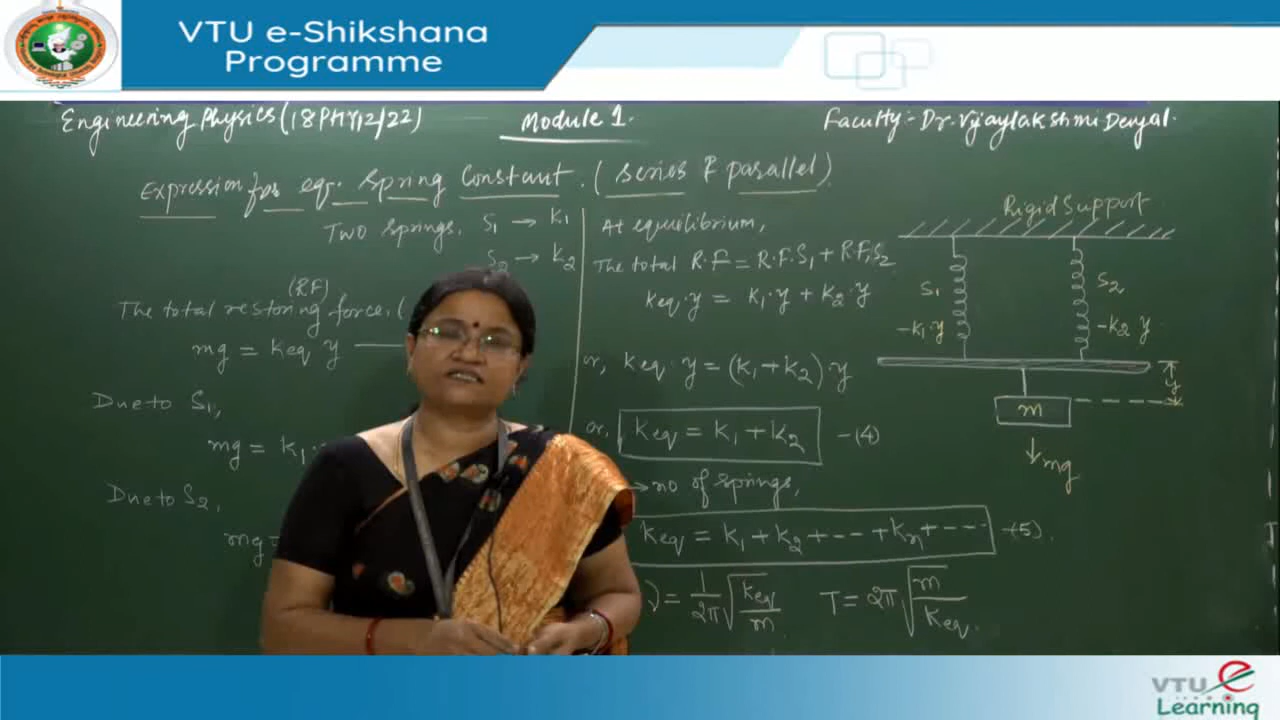 VTU e-Shikshana
Programme
Engineering Physics (18PHY12/22)
Module 1.
Faculty:- Dr. Vijaylakshmi Dengal.
Expression for eqr. spring constant. (series & parallel)
Two springs, S1 → K1
S2 → K2
(RF)
The total restoring force, (
mg = Keq y
Due to S1,
mg = K1
Due to S2,
mg =
At equilibrium,
The total R.F = R.F.S1 + R.F.S2
Keq.y = K1.y + K2.y
or, Keq.y = (K1+K2).y
or, Keq = K1 + K2 -(4)
→ no of springs,
Keq = K1 + K2 + -- + Kn + --- -(5).
) = 1/2π √Keq/m
T = 2π √m/Keq.
Rigid Support
S1
S2
-K1.y
-K2 y
y
m
mg
VTU e
Learning